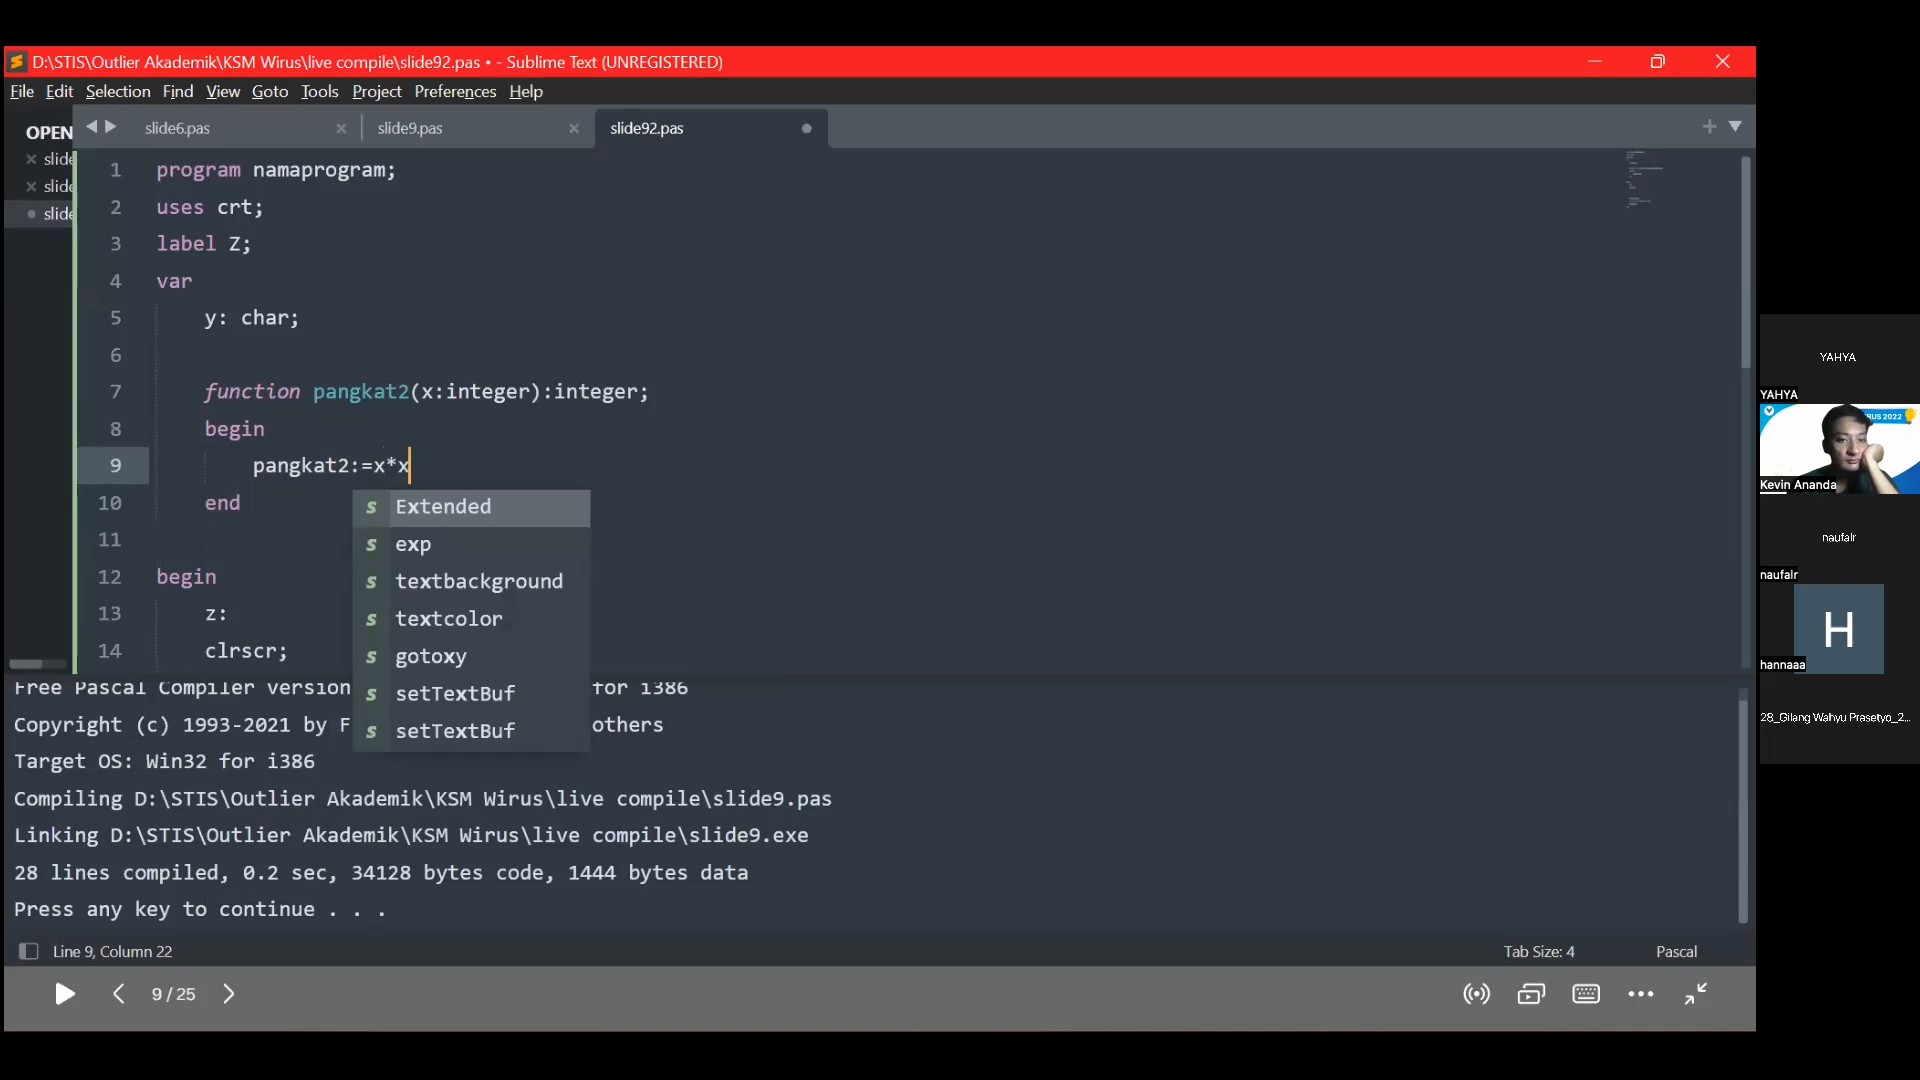 D:\STIS\Outlier Akademik\KSM Wirus\live compile\slide92.pas • - Sublime Text (UNREGISTERED)
File Edit Selection Find View Goto Tools Project Preferences Help
OPEN
slide
slide
slide
slide6.pas slide9.pas slide92.pas
1 program namaprogram;
2 uses crt;
3 label Z;
4 var
5 y: char;
6
7 function pangkat2(x:integer):integer;
8 begin
9 pangkat2:=x*x
10 end
11
12 begin
13 z:
14 clrscr;
s Extended
s exp
s textbackground
s textcolor
s gotoxy
s setTextBuf
s setTextBuf
Free Pascal Compiler version for i386
Copyright (c) 1993-2021 by F others
Target OS: Win32 for i386
Compiling D:\STIS\Outlier Akademik\KSM Wirus\live compile\slide9.pas
Linking D:\STIS\Outlier Akademik\KSM Wirus\live compile\slide9.exe
28 lines compiled, 0.2 sec, 34128 bytes code, 1444 bytes data
Press any key to continue . . .
Line 9, Column 22 Tab Size: 4 Pascal
9 / 25
YAHYA
YAHYA
RUS 2022
Kevin Ananda
naufalr
naufalr
H
hannaaa
28_Gilang Wahyu Prasetyo_2...